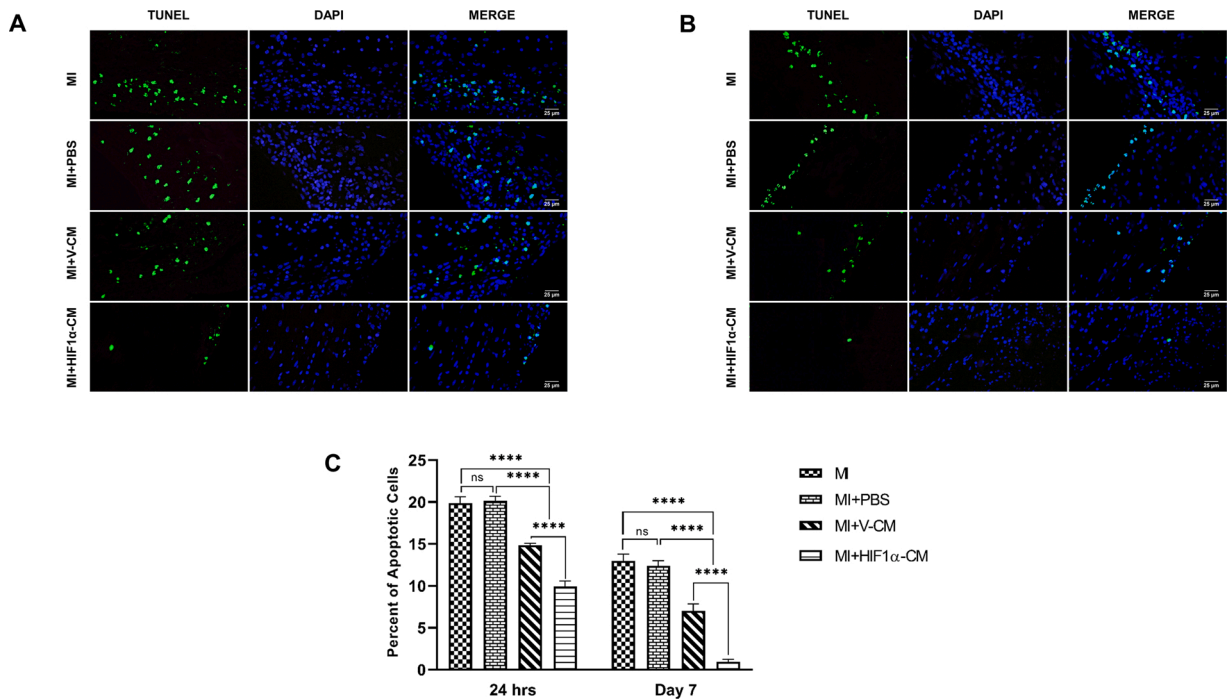 A
TUNEL DAPI MERGE
MI
25 µm
MI+PBS
25 µm
MI+V-CM
25 µm
MI+HIF1α-CM
25 µm
B
TUNEL DAPI MERGE
MI
25 µm
MI+PBS
25 µm
MI+V-CM
25 µm
MI+HIF1α-CM
25 µm
C
Percent of Apoptotic Cells
25
20
15
10
5
0
**** 
ns ****
****
****
ns ****
****
24 hrs Day 7
MI
MI+PBS
MI+V-CM
MI+HIF1α-CM